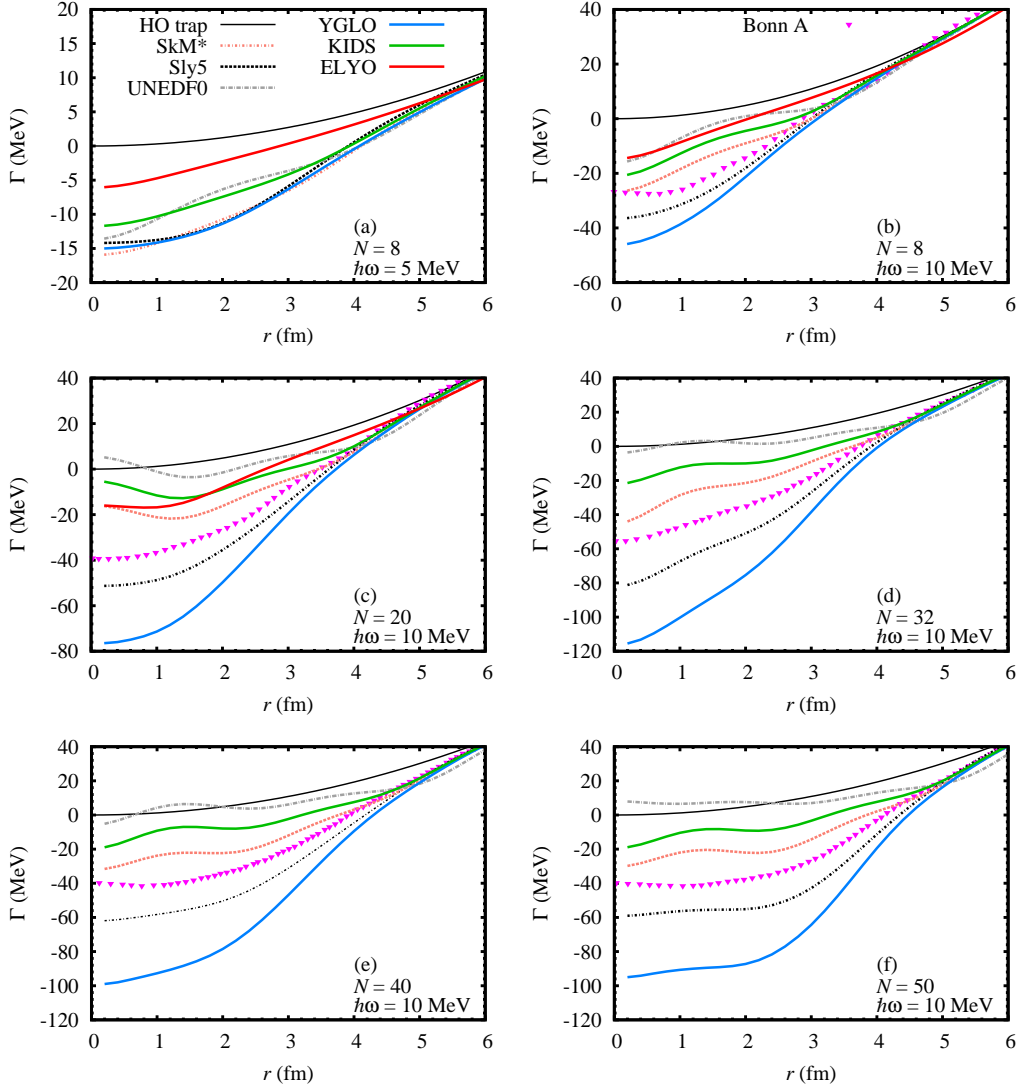 HO trap
SkM*
Sly5
UNEDF0
YGLO
KIDS
ELYO
20
15
10
5
0
-5
-10
-15
20
Γ (MeV)
(a)
N = 8
ℏω = 5 MeV
0 1 2 3 4 5 6
r (fm)
Bonn A
40
20
0
-20
-40
-60
Γ (MeV)
(b)
N = 8
ℏω = 10 MeV
0 1 2 3 4 5 6
r (fm)
40
20
0
-20
-40
-60
-80
Γ (MeV)
(c)
N = 20
ℏω = 10 MeV
0 1 2 3 4 5 6
r (fm)
40
20
0
-20
-40
-60
-80
-100
-120
Γ (MeV)
(d)
N = 32
ℏω = 10 MeV
0 1 2 3 4 5 6
r (fm)
40
20
0
-20
-40
-60
-80
-100
-120
Γ (MeV)
(e)
N = 40
ℏω = 10 MeV
0 1 2 3 4 5 6
r (fm)
40
20
0
-20
-40
-60
-80
-100
-120
Γ (MeV)
(f)
N = 50
ℏω = 10 MeV
0 1 2 3 4 5 6
r (fm)